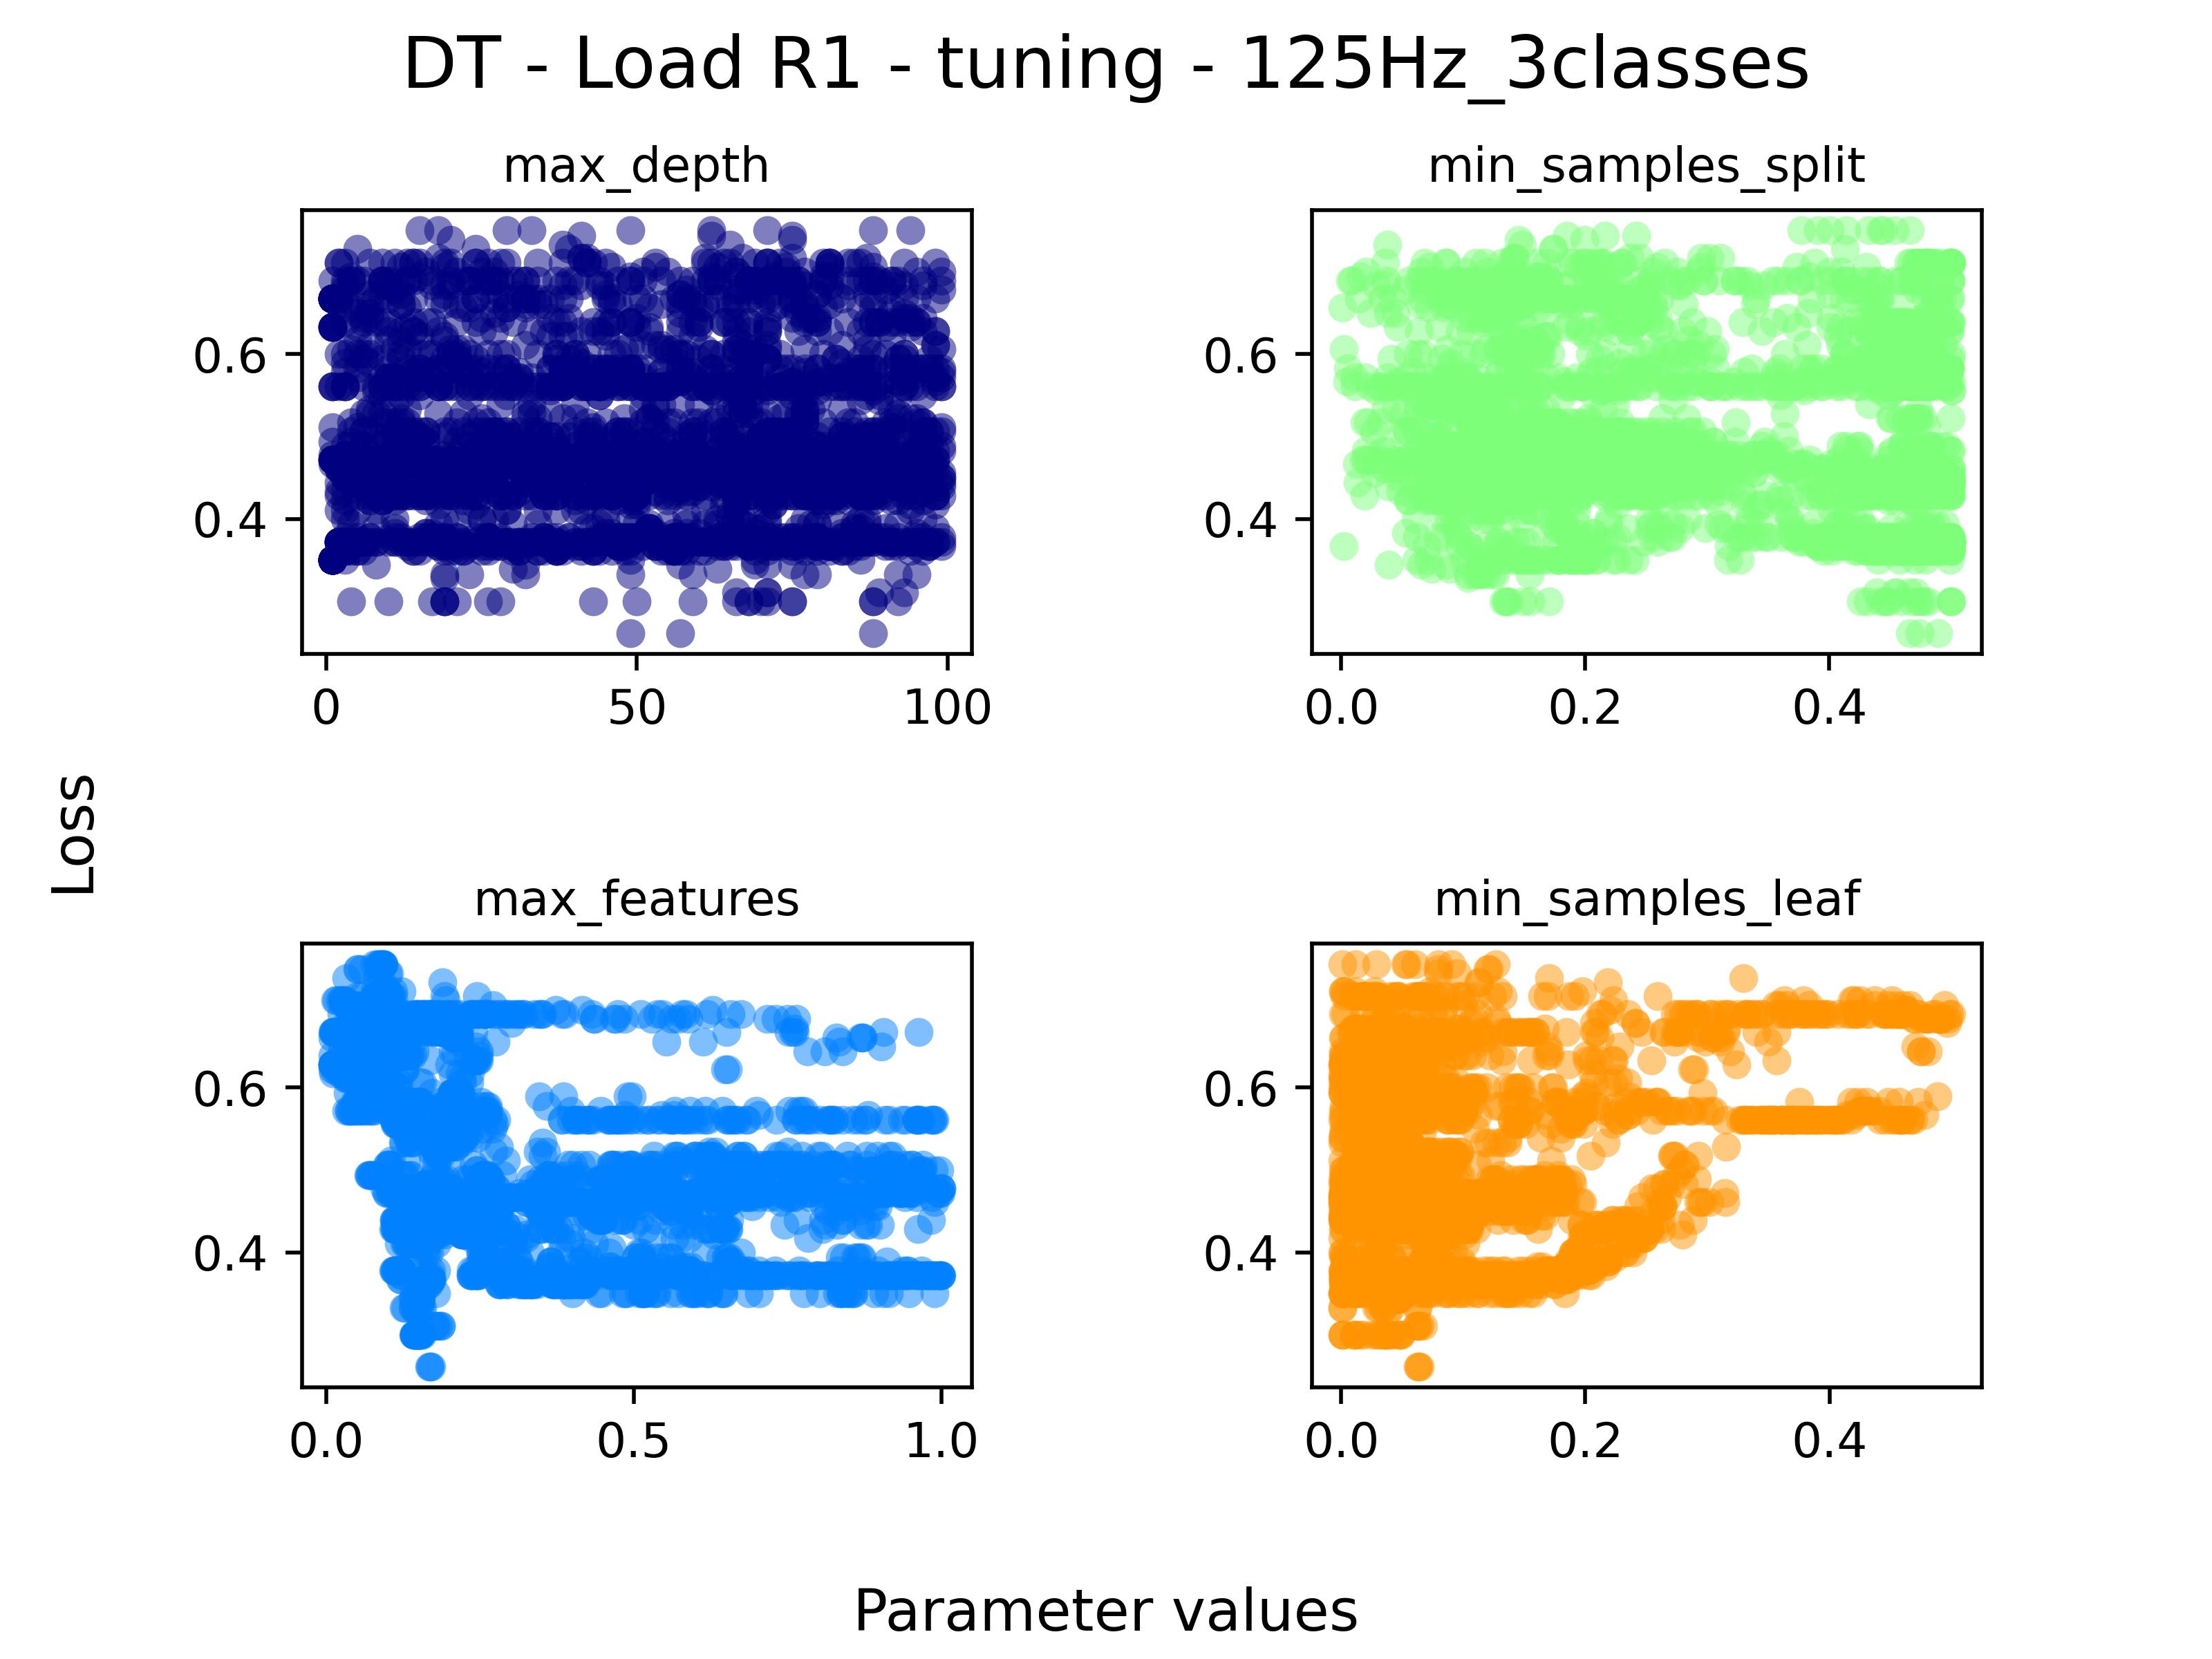 DT - Load R1 - tuning - 125Hz_3classes
max_depth
0.6
0.4
0 50 100
min_samples_split
0.6
0.4
0.0 0.2 0.4
Loss
max_features
0.6
0.4
0.0 0.5 1.0
min_samples_leaf
0.6
0.4
0.0 0.2 0.4
Parameter values